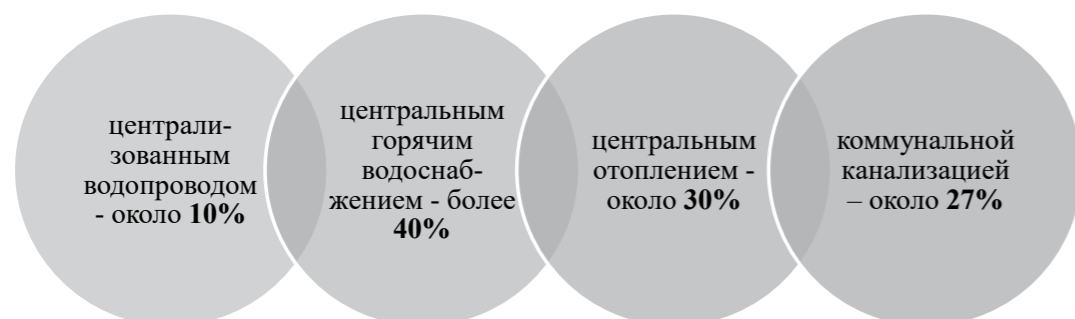 централи-
зованным
водопроводом
- около 10%
центральным
горячим
водоснаб-
жением - более
40%
центральным
отоплением -
около 30%
коммунальной
канализацией
– около 27%